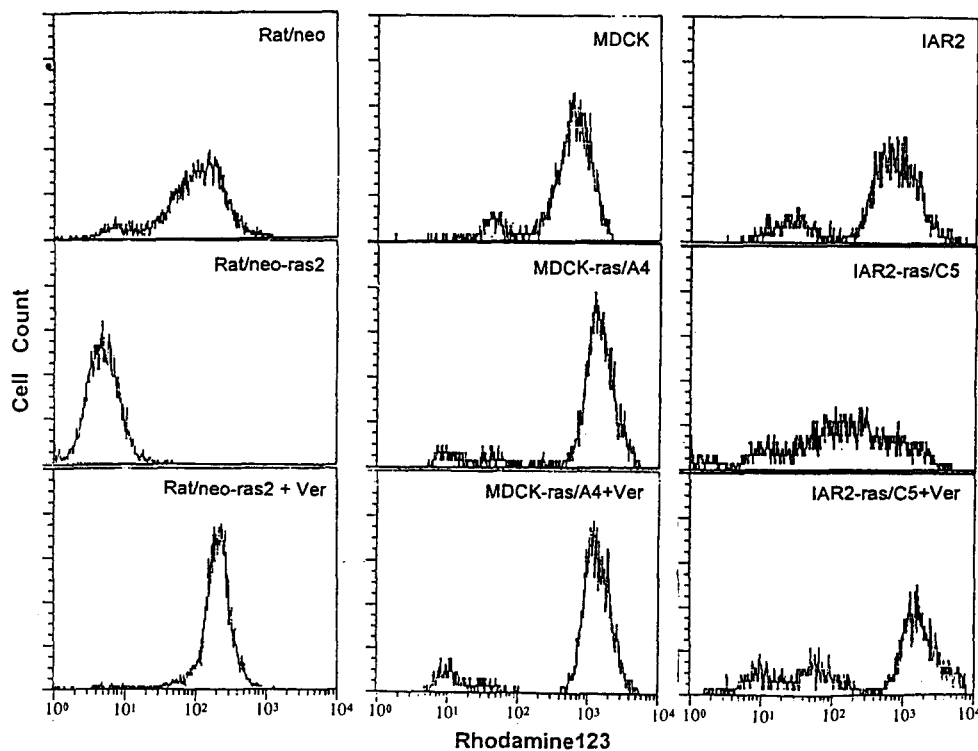 Rat/neo
MDCK
IAR2
Rat/neo-ras2
MDCK-ras/A4
IAR2-ras/C5
Rat/neo-ras2 + Ver
MDCK-ras/A4+Ver
IAR2-ras/C5+Ver
Cell Count
10⁰ 10¹ 10² 10³ 10⁴
10⁰ 10¹ 10² 10³ 10⁴
10⁰ 10¹ 10² 10³ 10⁴
Rhodamine123